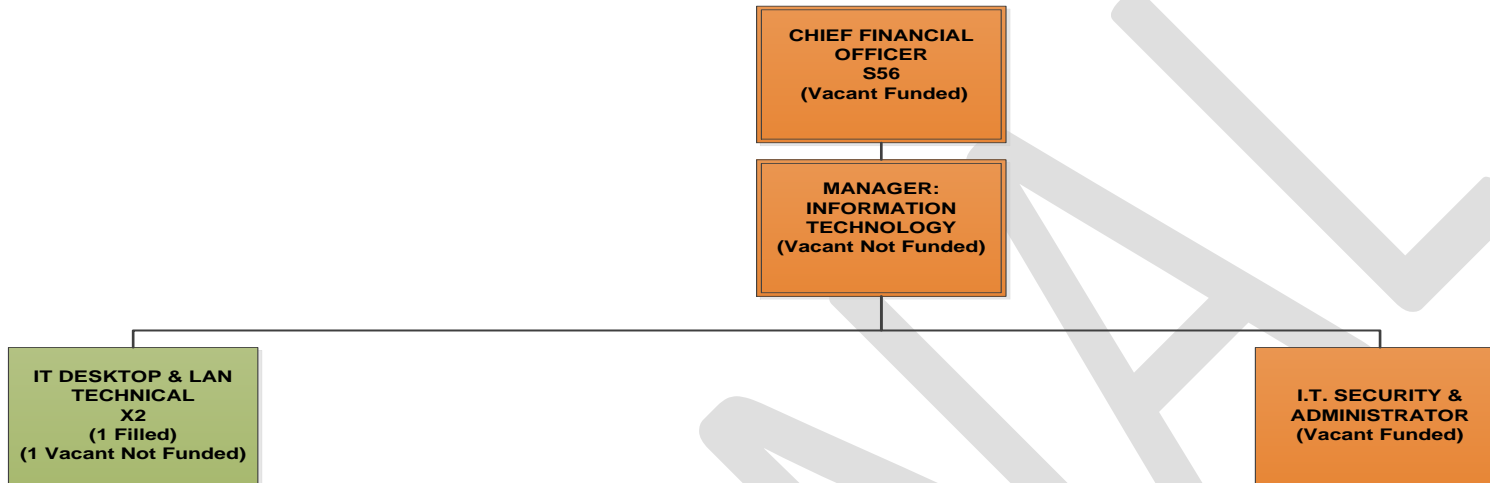 CHIEF FINANCIAL
OFFICER
S56
(Vacant Funded)
MANAGER:
INFORMATION
TECHNOLOGY
(Vacant Not Funded)
IT DESKTOP & LAN
TECHNICAL
X2
(1 Filled)
(1 Vacant Not Funded)
I.T. SECURITY &
ADMINISTRATOR
(Vacant Funded)